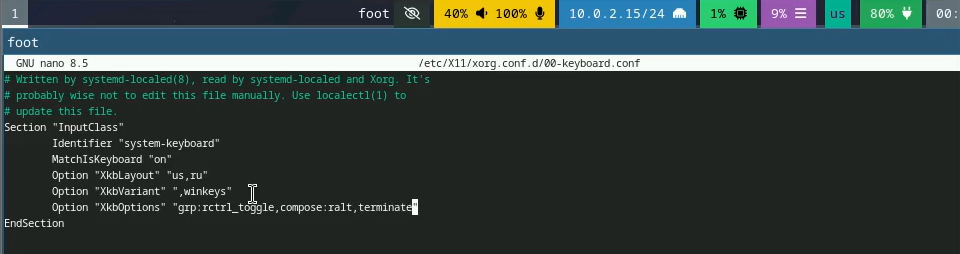 1 foot 40% 100% 10.0.2.15/24 1% 9% us 80% 00:
foot
GNU nano 8.5 /etc/X11/xorg.conf.d/00-keyboard.conf
# Written by systemd-localed(8), read by systemd-localed and Xorg. It's
# probably wise not to edit this file manually. Use localectl(1) to
# update this file.
Section "InputClass"
        Identifier "system-keyboard"
        MatchIsKeyboard "on"
        Option "XkbLayout" "us,ru"
        Option "XkbVariant" ",winkeys"
        Option "XkbOptions" "grp:rctrl_toggle,compose:ralt,terminate"
EndSection